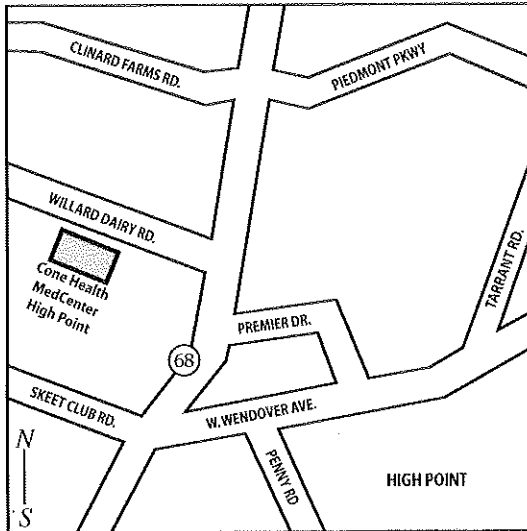 CLINARD FARMS RD.
PIEDMONT PKWY
WILLARD DAIRY RD.
Cone Health
MedCenter
High Point
TARRANT RD.
PREMIER DR.
68
SKEET CLUB RD.
W. WENDOVER AVE.
PENNY RD
HIGH POINT
N
S